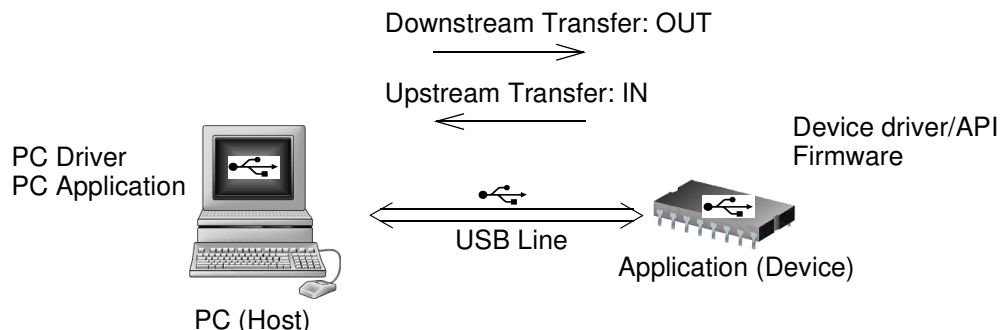 Downstream Transfer: OUT
Upstream Transfer: IN
Device driver/API
Firmware
PC Driver
PC Application
USB Line
Application (Device)
PC (Host)